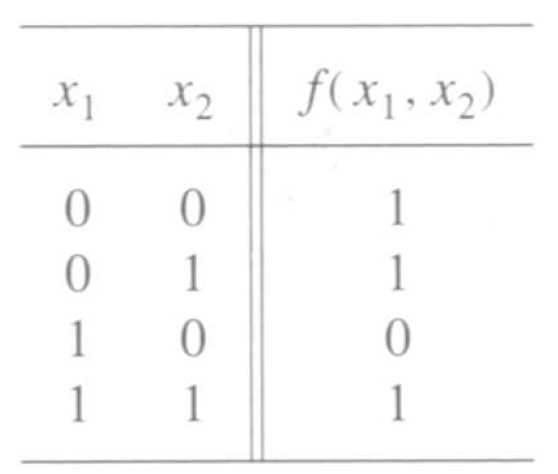 x₁ x₂ f(x₁, x₂)
0 0 1
0 1 1
1 0 0
1 1 1